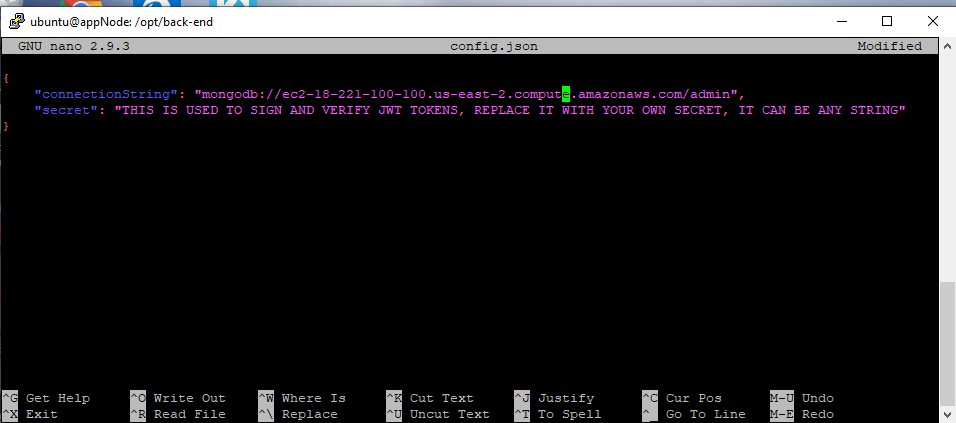 ubuntu@appNode: /opt/back-end
GNU nano 2.9.3 config.json Modified
{
"connectionString": "mongodb://ec2-18-221-100-100.us-east-2.compute.amazonaws.com/admin",
"secret": "THIS IS USED TO SIGN AND VERIFY JWT TOKENS, REPLACE IT WITH YOUR OWN SECRET, IT CAN BE ANY STRING"
}
^G Get Help ^O Write Out ^W Where Is ^K Cut Text ^J Justify ^C Cur Pos M-U Undo
^X Exit ^R Read File ^\ Replace ^U Uncut Text ^T To Spell ^_ Go To Line M-E Redo